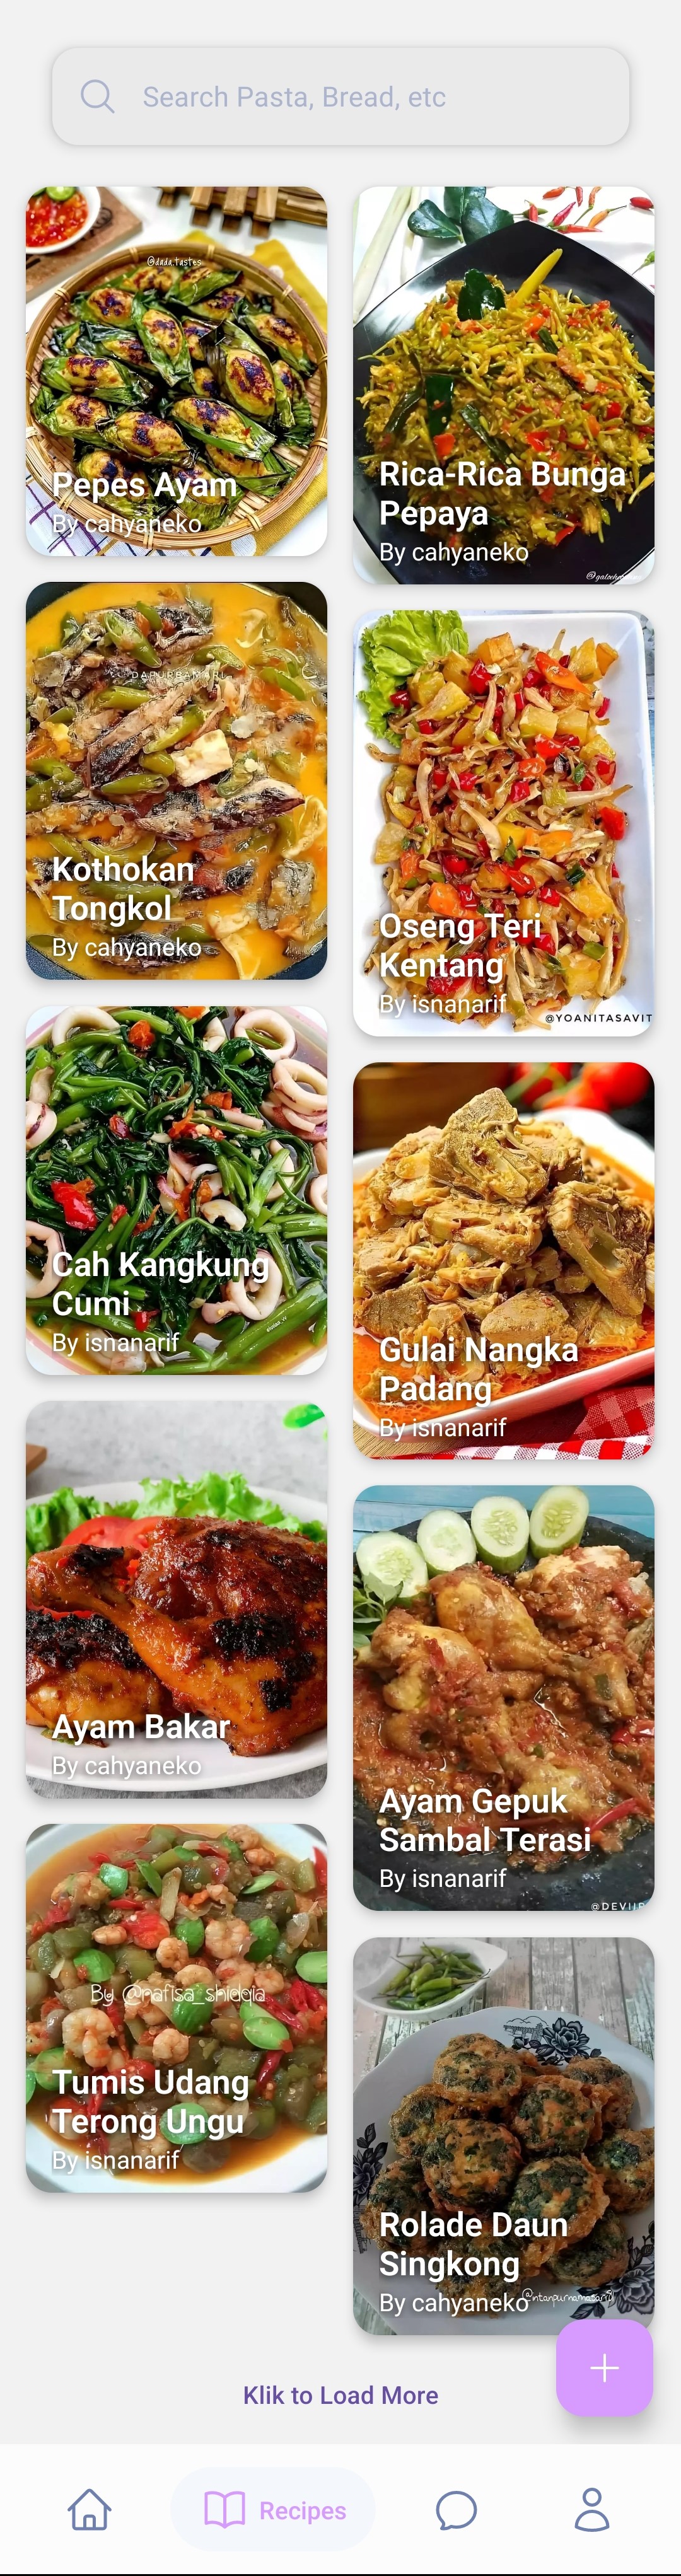 Search Pasta, Bread, etc
@dada.tastes
Pepes Ayam
By cahyaneko
Rica-Rica Bunga
Pepaya
By cahyaneko
Kothokan
Tongkol
By cahyaneko
Oseng Teri
Kentang
By isnanarif
@YOANITASAVIT
Cah Kangkung
Cumi
By isnanarif
Gulai Nangka
Padang
By isnanarif
Ayam Bakar
By cahyaneko
Ayam Gepuk
Sambal Terasi
By isnanarif
By @nafisa_shidqia
Tumis Udang
Terong Ungu
By isnanarif
Rolade Daun
Singkong
By cahyaneko
Klik to Load More
Recipes